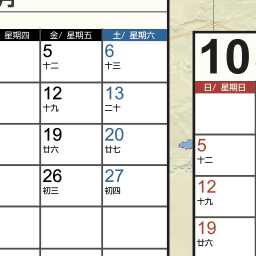 月
星期四 金/ 星期五 土/ 星期六
5 6
十二 十三
12 13
十九 二十
19 20
廿六 廿七
26 27
初三 初四
10
日/ 星期日
5
十二
12
十九
19
廿六